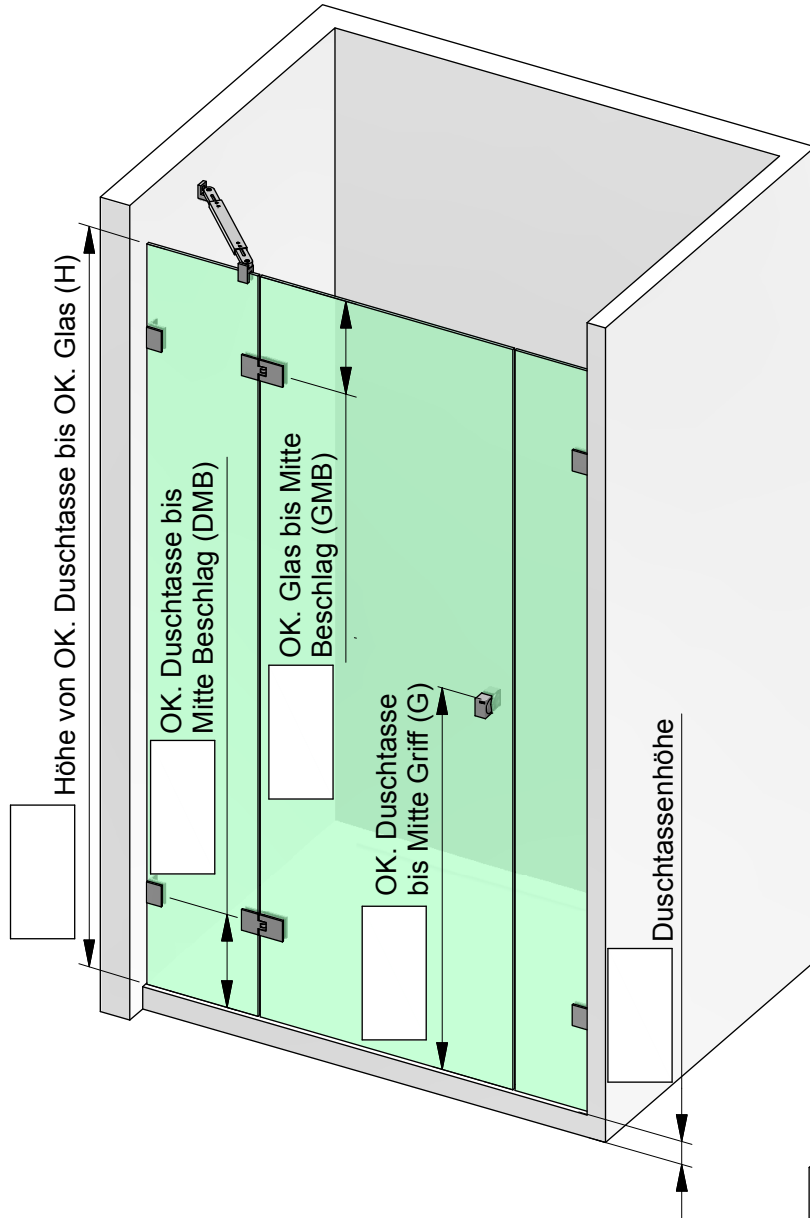 Höhe von OK. Duschtasse bis OK. Glas (H)
OK. Duschtasse bis
Mitte Beschlag (DMB)
OK. Glas bis Mitte
Beschlag (GMB)
OK. Duschtasse
bis Mitte Griff (G)
Duschtassenhöhe